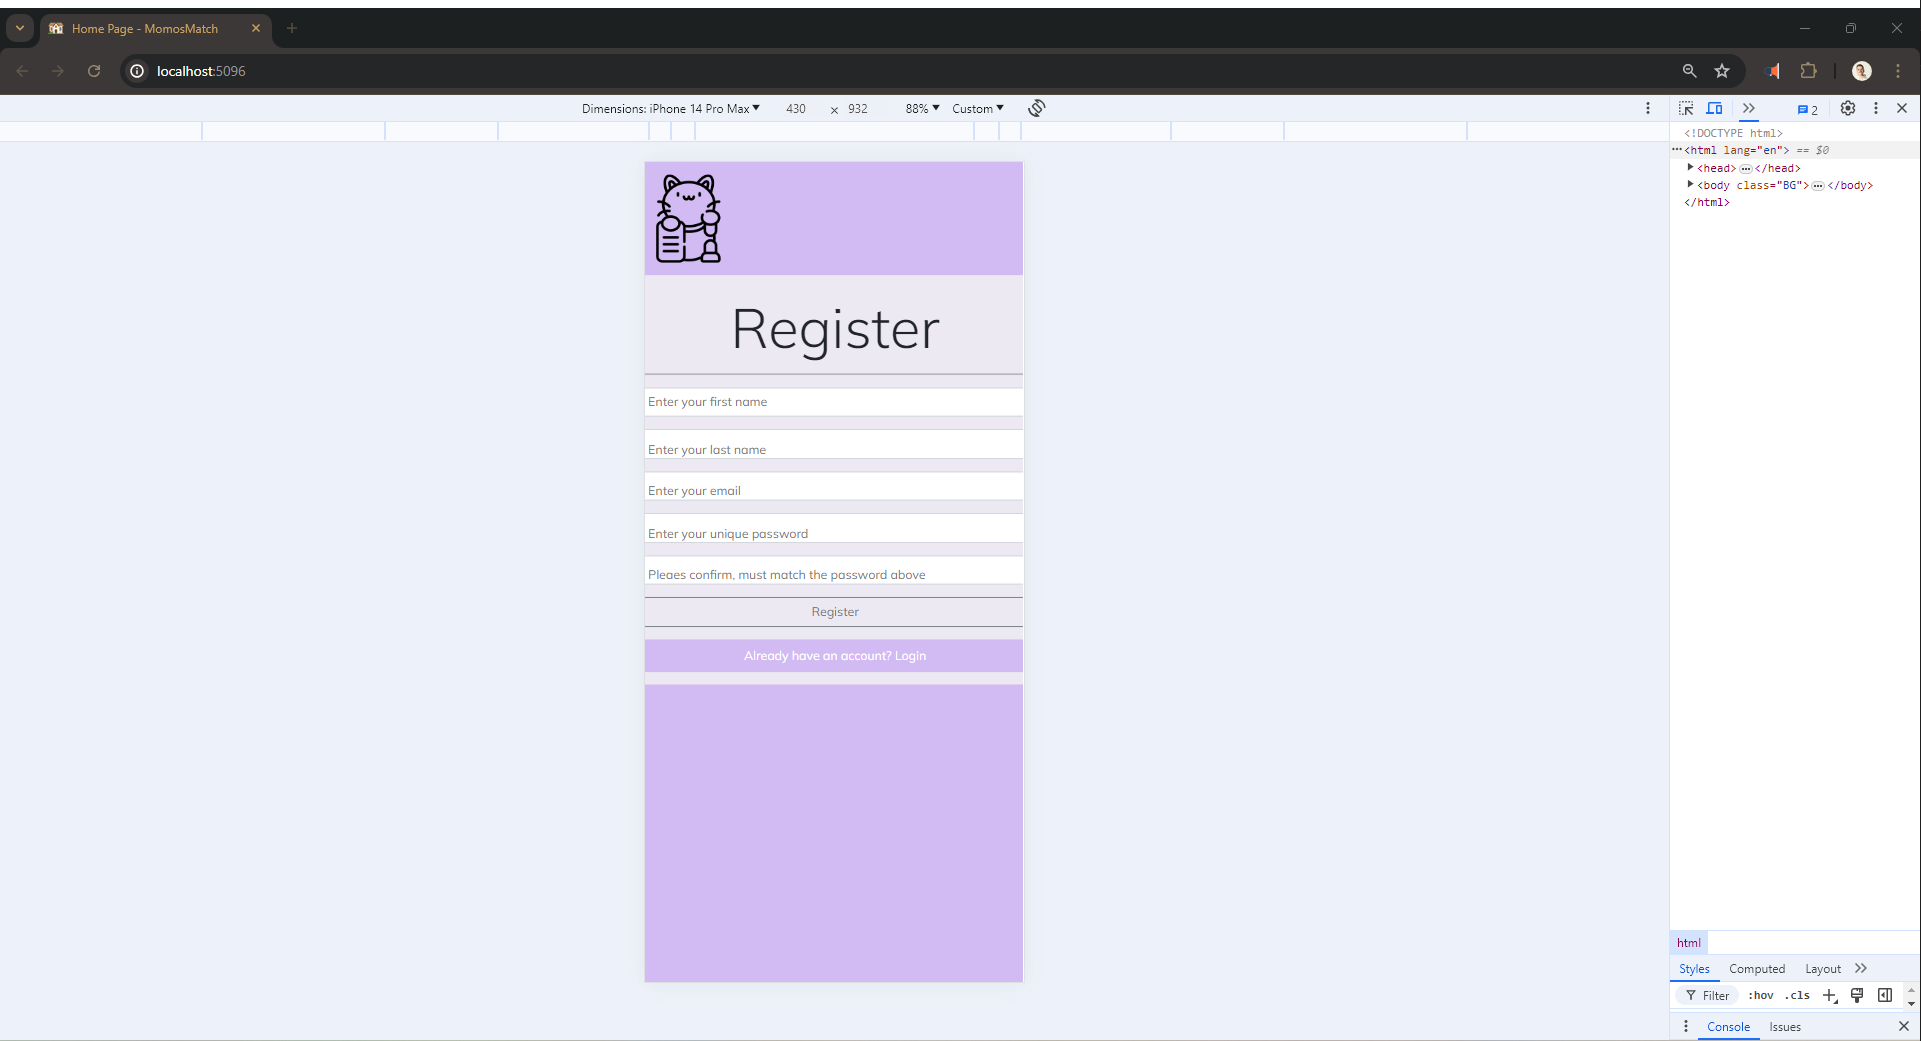 Home Page - MomosMatch
localhost:5096
Dimensions: iPhone 14 Pro Max 430 × 932 88% Custom
2
<!DOCTYPE html>
<html lang="en"> == $0
<head></head>
<body class="BG"></body>
</html>
Register
Enter your first name
Enter your last name
Enter your email
Enter your unique password
Pleaes confirm, must match the password above
Register
Already have an account? Login
html
Styles Computed Layout
Filter :hov .cls
Console Issues